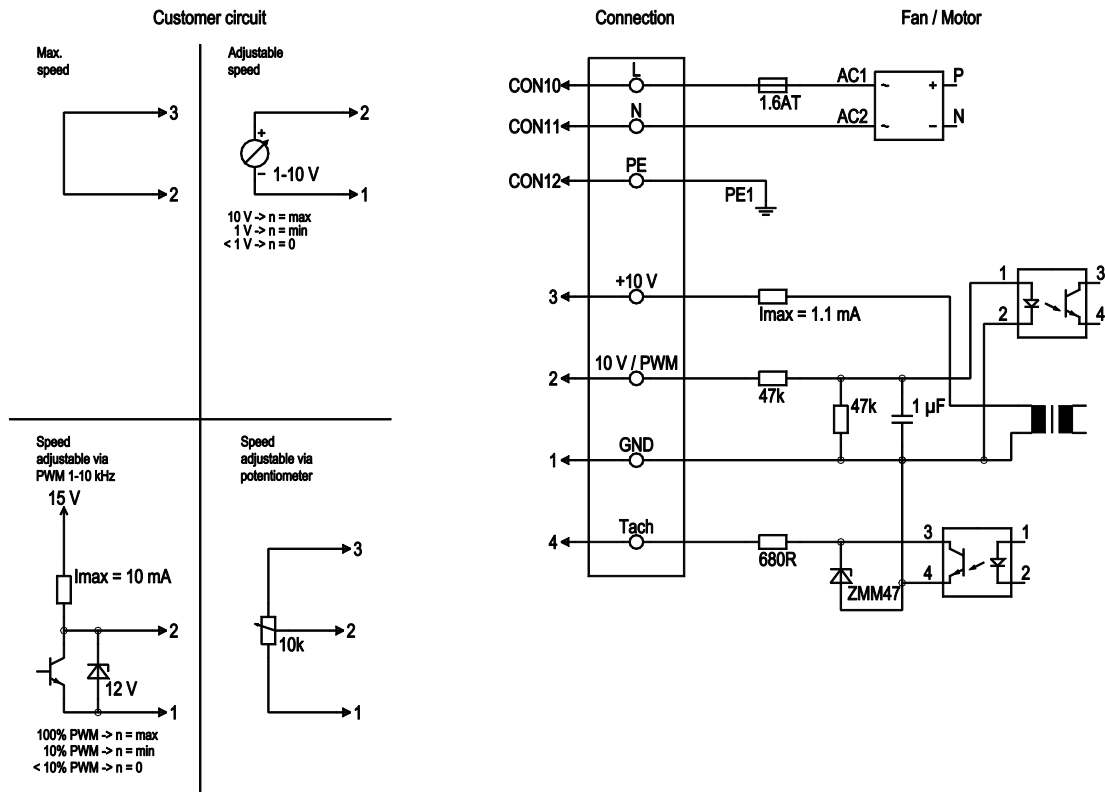 Customer circuit
Connection
Fan / Motor
Max.
speed
3
2
Adjustable
speed
2
+
− 1-10 V
1
10 V -> n = max
1 V -> n = min
< 1 V -> n = 0
Speed
adjustable via
PWM 1-10 kHz
15 V
Imax = 10 mA
2
12 V
1
100% PWM -> n = max
10% PWM -> n = min
< 10% PWM -> n = 0
Speed
adjustable via
potentiometer
3
2
10k
1
CON10 L 1.6AT AC1 ~ + P
CON11 N AC2 ~ − N
CON12 PE PE1
3 +10 V Imax = 1.1 mA
1 3
2 4
2 10 V / PWM 47k
47k 1 µF
1 GND
4 Tach 680R
ZMM47
3 1
4 2